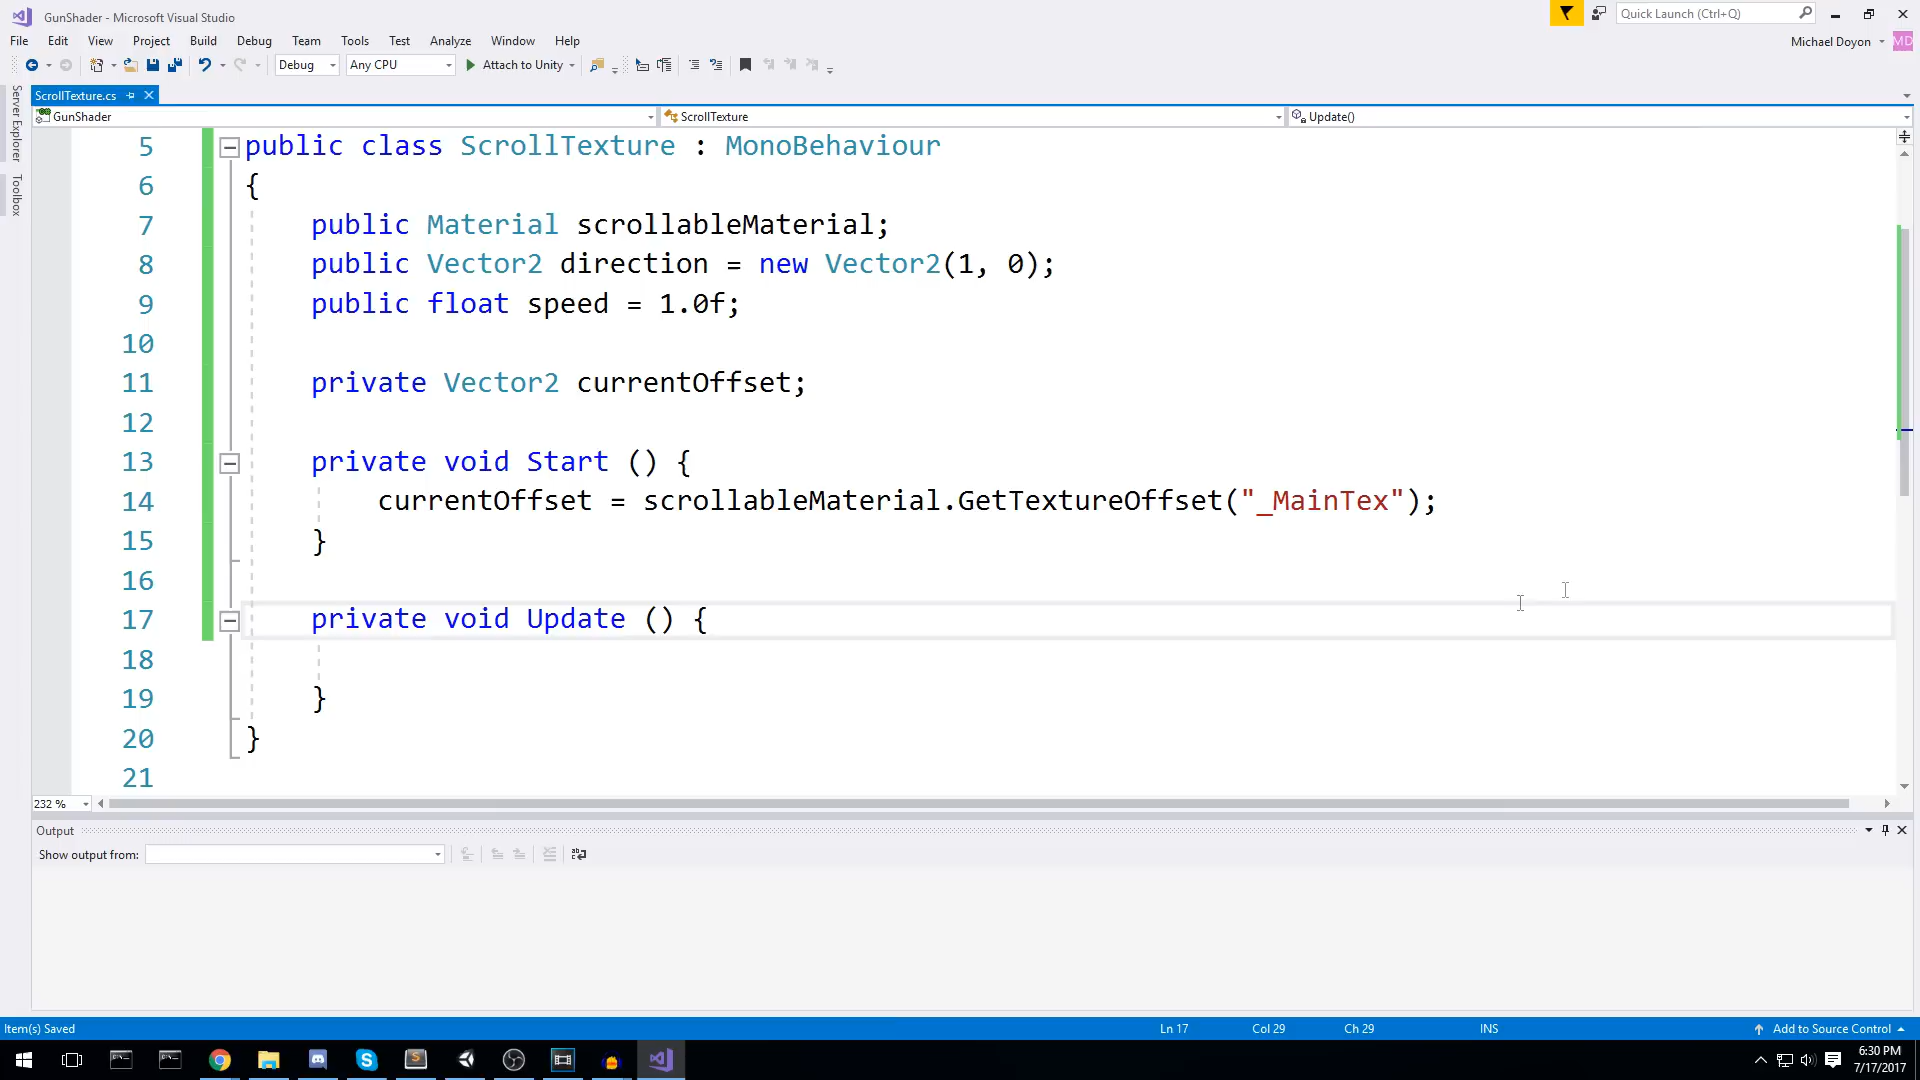 GunShader - Microsoft Visual Studio
Quick Launch (Ctrl+Q)
File Edit View Project Build Debug Team Tools Test Analyze Window Help
Michael Doyon MD
Debug Any CPU Attach to Unity
Server Explorer
Toolbox
ScrollTexture.cs
GunShader ScrollTexture Update()
5 public class ScrollTexture : MonoBehaviour
6 {
7 public Material scrollableMaterial;
8 public Vector2 direction = new Vector2(1, 0);
9 public float speed = 1.0f;
10
11 private Vector2 currentOffset;
12
13 private void Start () {
14 currentOffset = scrollableMaterial.GetTextureOffset("_MainTex");
15 }
16
17 private void Update () {
18
19 }
20 }
21
232 %
Output
Show output from:
Item(s) Saved Ln 17 Col 29 Ch 29 INS Add to Source Control
6:30 PM
7/17/2017